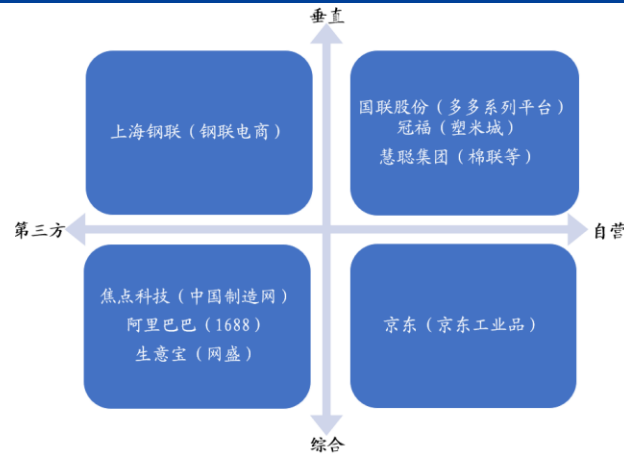 垂直
上海钢联（钢联电商）
国联股份（多多系列平台）
冠福（塑米城）
慧聪集团（棉联等）
第三方
自营
焦点科技（中国制造网）
阿里巴巴（1688）
生意宝（网盛）
京东（京东工业品）
综合